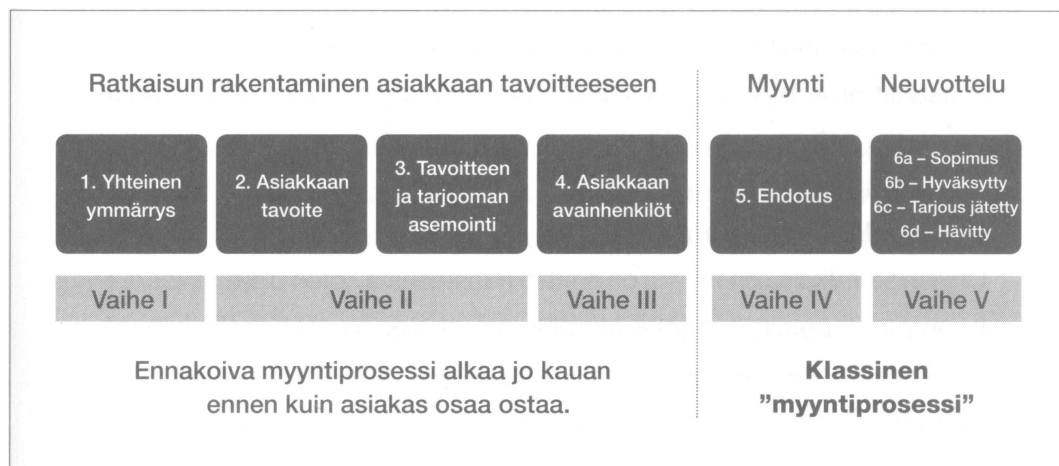 Ratkaisun rakentaminen asiakkaan tavoitteeseen
Myynti
Neuvottelu
1. Yhteinen
ymmärrys
2. Asiakkaan
tavoite
3. Tavoitteen
ja tarjooman
asemointi
4. Asiakkaan
avainhenkilöt
5. Ehdotus
6a – Sopimus
6b – Hyväksytty
6c – Tarjous jätetty
6d – Hävitty
Vaihe I
Vaihe II
Vaihe III
Vaihe IV
Vaihe V
Ennakoiva myyntiprosessi alkaa jo kauan
ennen kuin asiakas osaa ostaa.
Klassinen
”myyntiprosessi”